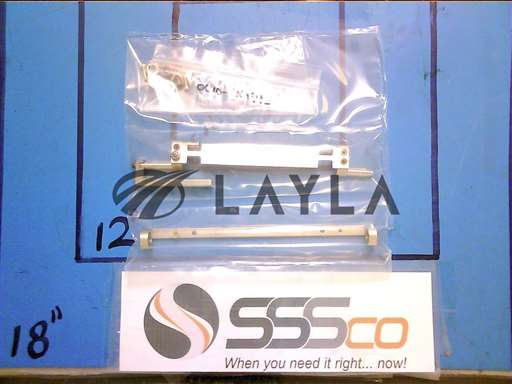 LAYLA
12
18"
SSSco
When you need it right... now!